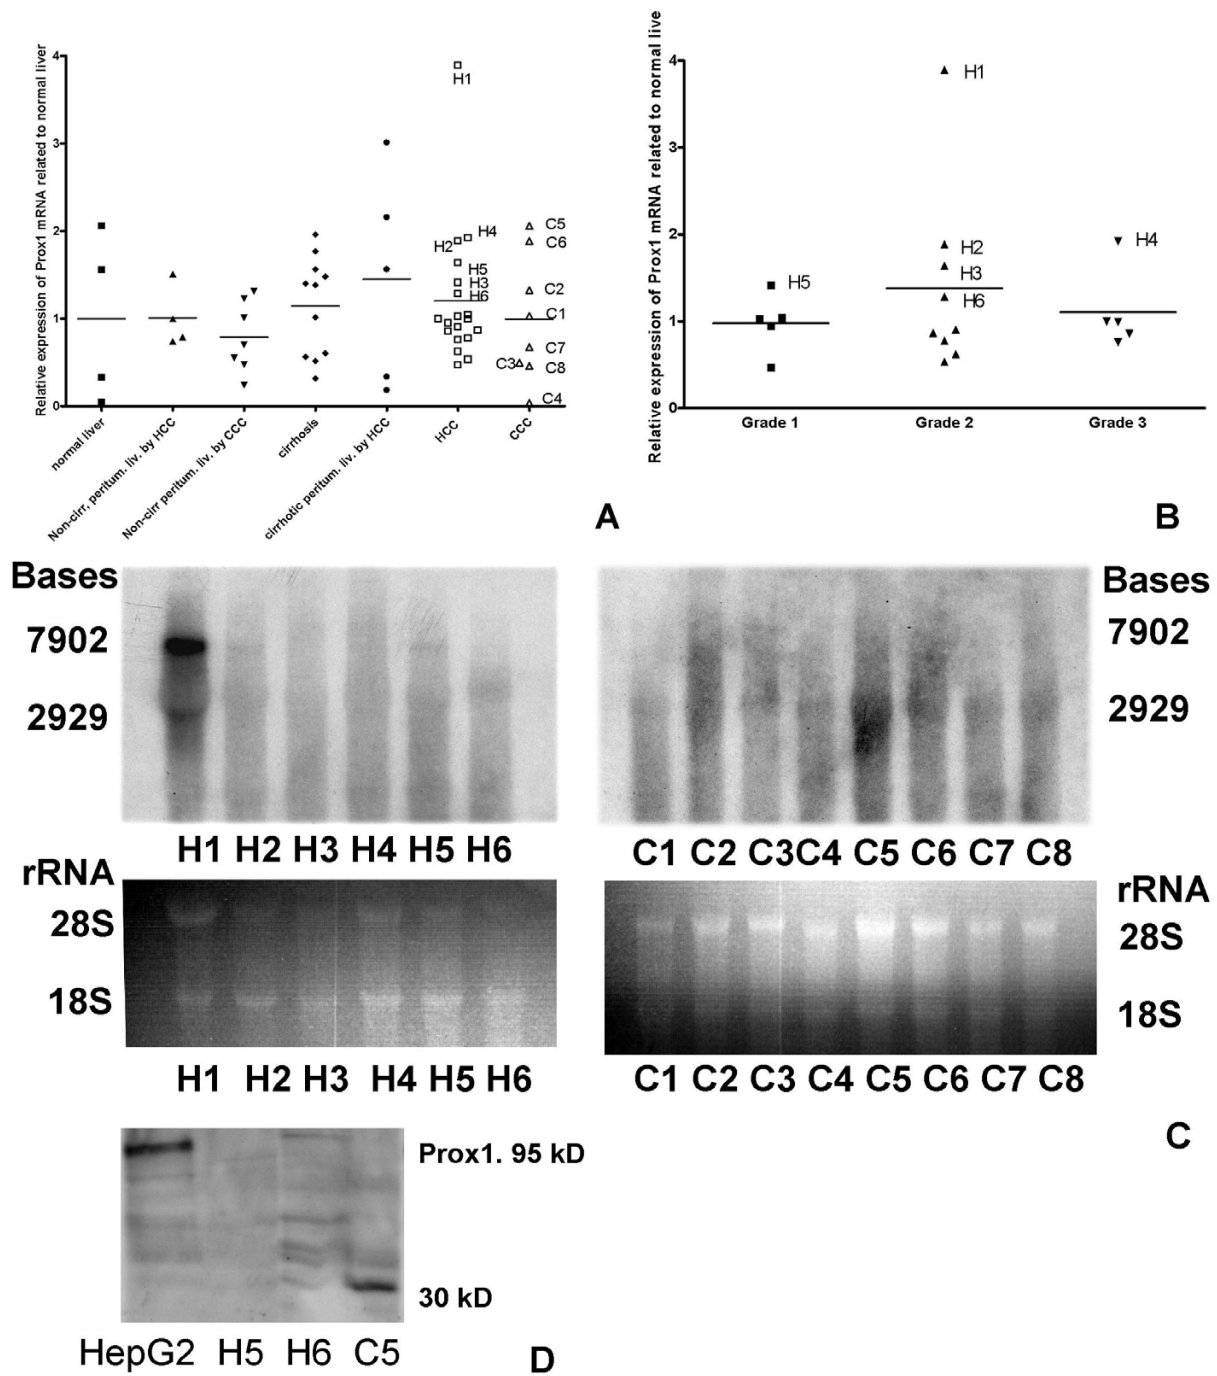 Relative expression of Prox1 mRNA related to normal liver
4
3
2
1
0
H1
H2
H4
H5
H3
H6
C5
C6
C2
C1
C7
C3
C8
C4
normal liver
Non-cirr, peritum. liv. by HCC
Non-cirr peritum. liv. by CCC
cirrhosis
cirrhotic peritum. liv. by HCC
HCC
CCC
A
Relative expression of Prox1 mRNA related to normal live
4
3
2
1
0
H1
H2
H3
H6
H5
H4
Grade 1
Grade 2
Grade 3
B
Bases
7902
2929
H1 H2 H3 H4 H5 H6
rRNA
28S
18S
H1 H2 H3 H4 H5 H6
Bases
7902
2929
C1 C2 C3 C4 C5 C6 C7 C8
rRNA
28S
18S
C1 C2 C3 C4 C5 C6 C7 C8
C
Prox1. 95 kD
30 kD
HepG2 H5 H6 C5
D